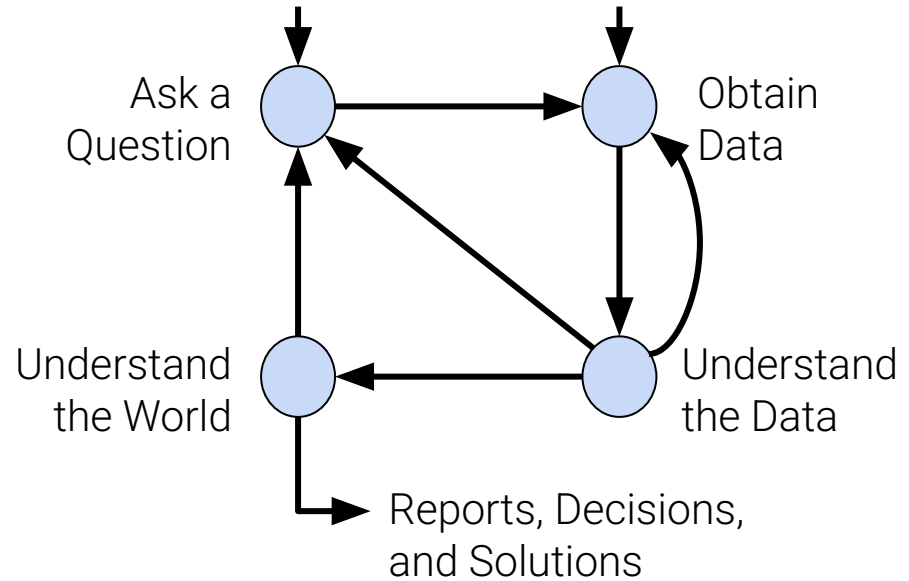 Ask a
Question
Obtain
Data
Understand
the World
Understand
the Data
Reports, Decisions,
and Solutions